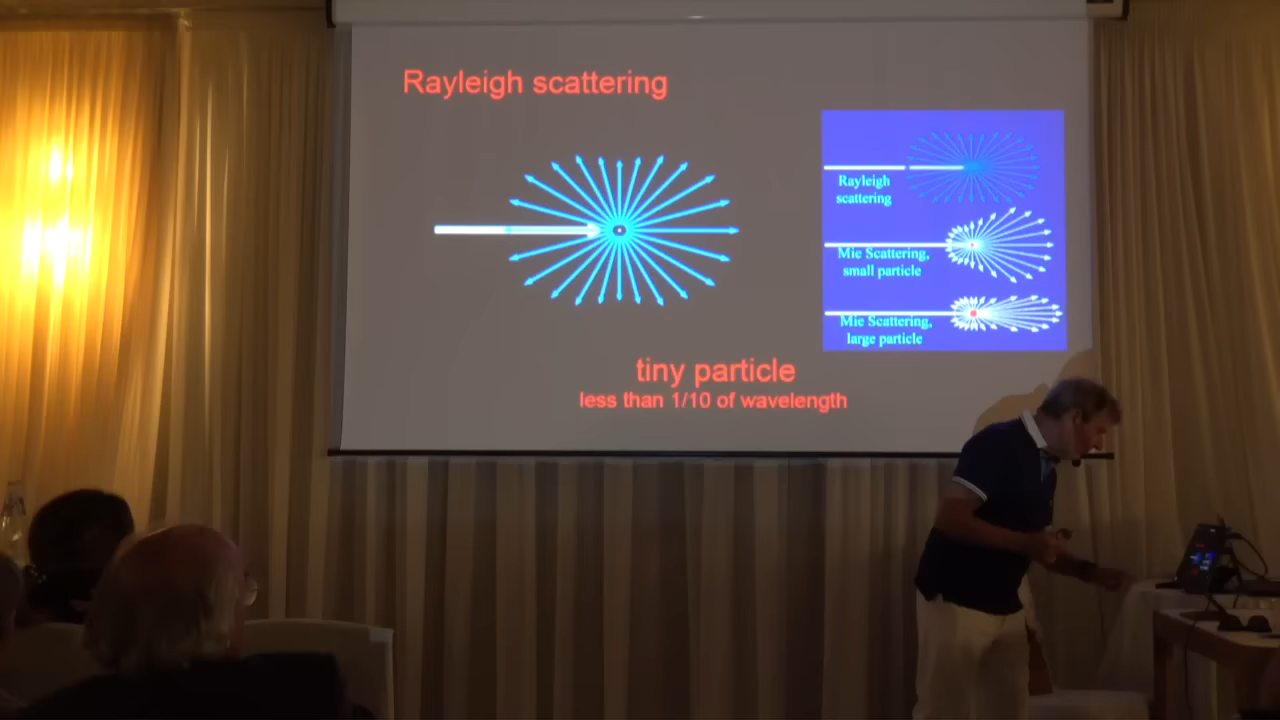 Rayleigh scattering
Rayleigh
scattering
Mie Scattering,
small particle
Mie Scattering,
large particle
tiny particle
less than 1/10 of wavelength